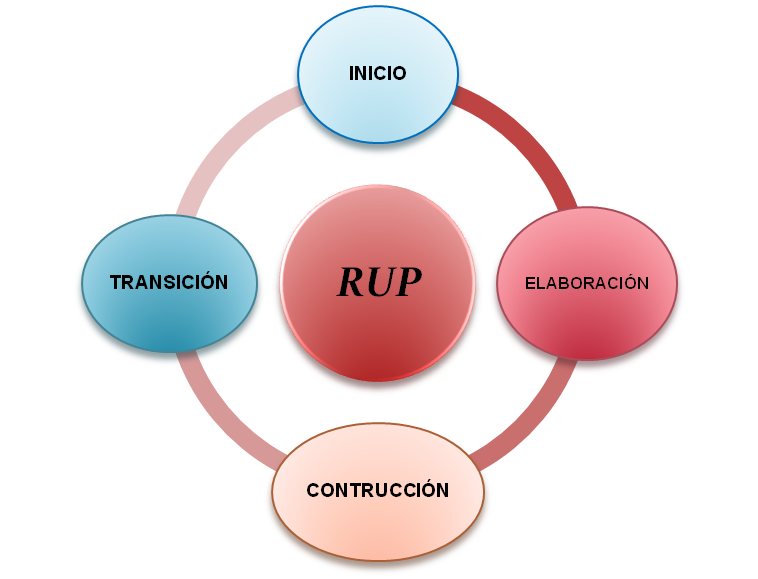 INICIO
RUP
TRANSICIÓN
ELABORACIÓN
CONTRUCCIÓN